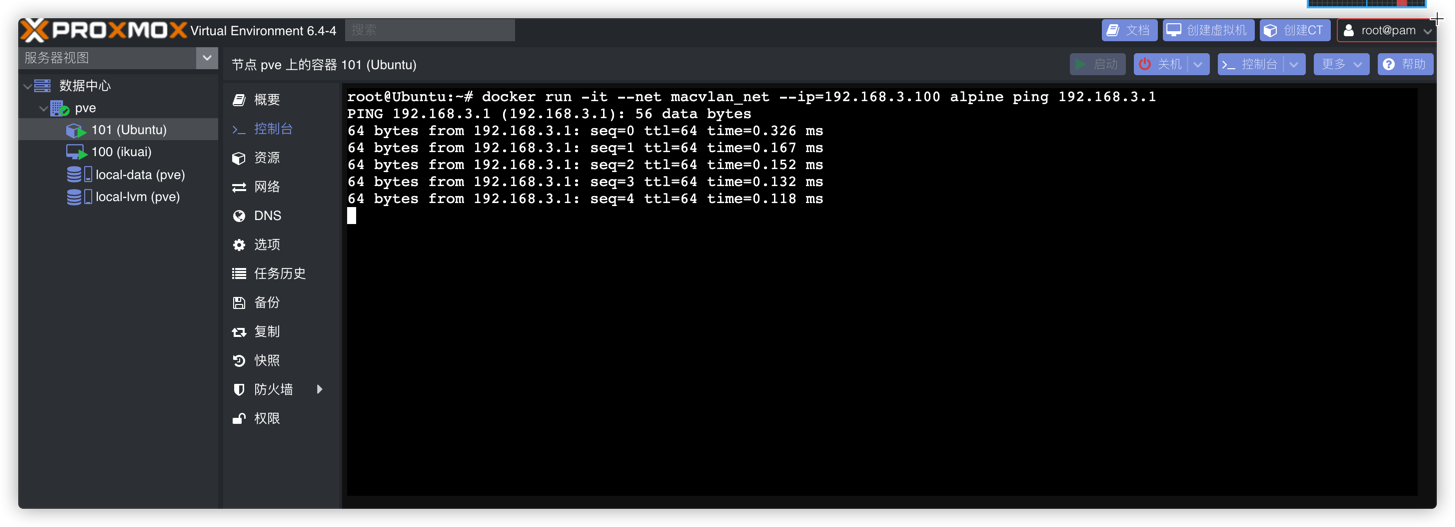 PROXMOX Virtual Environment 6.4-4 搜索 文档 创建虚拟机 创建CT root@pam
服务器视图
节点 pve 上的容器 101 (Ubuntu) 启动 关机 控制台 更多 帮助
数据中心
pve
101 (Ubuntu)
100 (ikuai)
local-data (pve)
local-lvm (pve)
概要
控制台
资源
网络
DNS
选项
任务历史
备份
复制
快照
防火墙
权限
root@Ubuntu:~# docker run -it --net macvlan_net --ip=192.168.3.100 alpine ping 192.168.3.1
PING 192.168.3.1 (192.168.3.1): 56 data bytes
64 bytes from 192.168.3.1: seq=0 ttl=64 time=0.326 ms
64 bytes from 192.168.3.1: seq=1 ttl=64 time=0.167 ms
64 bytes from 192.168.3.1: seq=2 ttl=64 time=0.152 ms
64 bytes from 192.168.3.1: seq=3 ttl=64 time=0.132 ms
64 bytes from 192.168.3.1: seq=4 ttl=64 time=0.118 ms